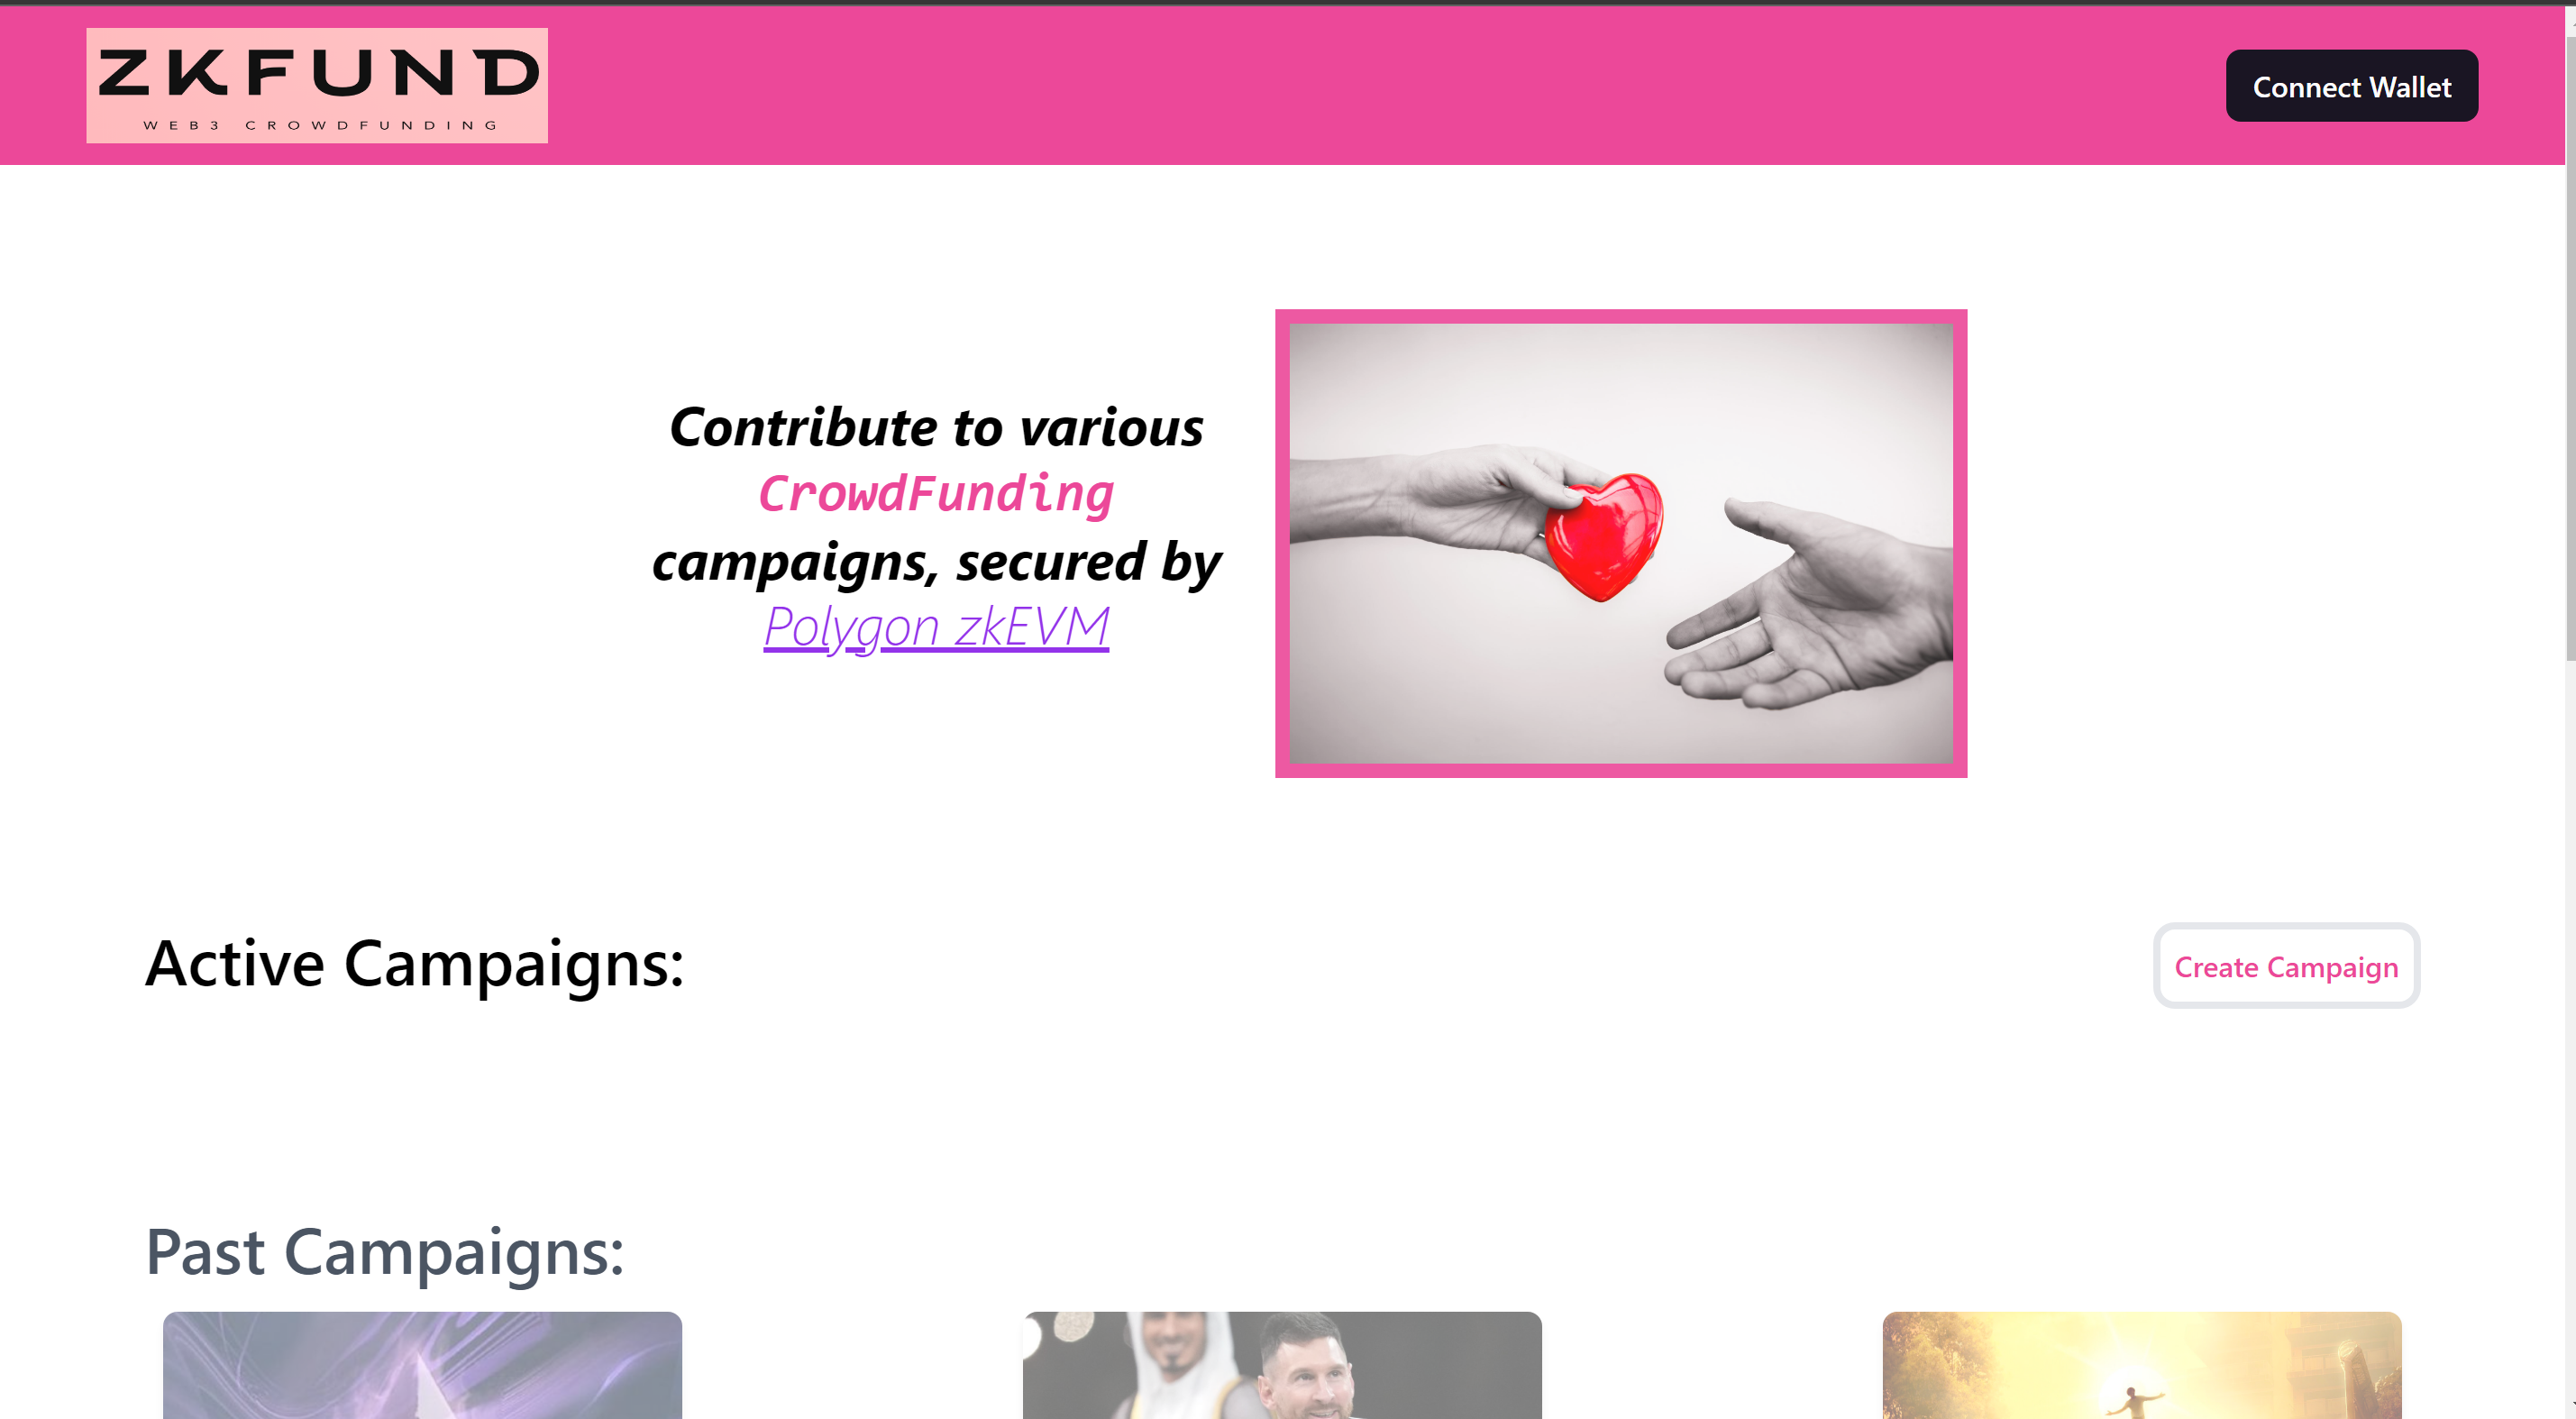 ZKFUND
WEB3 CROWDFUNDING
Connect Wallet
Contribute to various
CrowdFunding
campaigns, secured by
Polygon zkEVM
Active Campaigns:
Create Campaign
Past Campaigns: